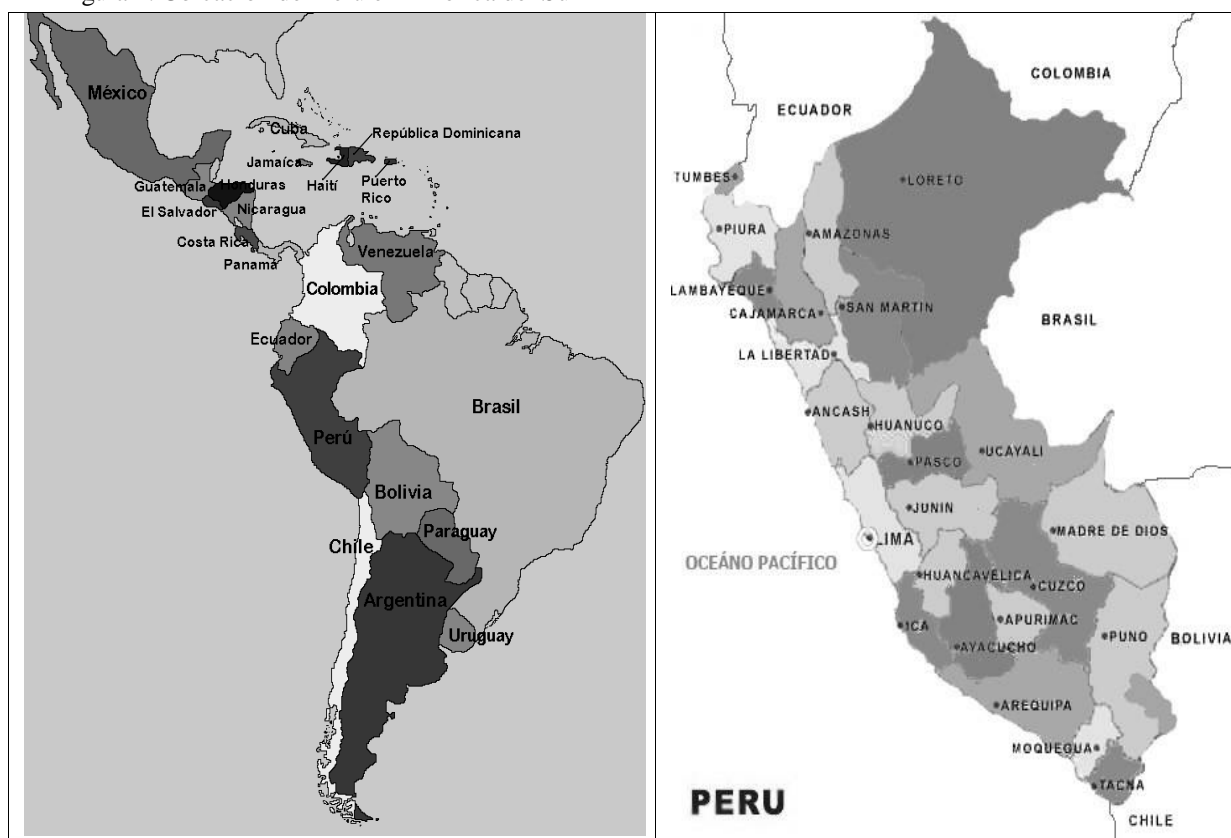 México
Cuba
República Dominicana
Jamaíca
Haití
Puerto
Rico
Guatemala
Honduras
El Salvador
Nicaragua
Costa Rica
Panamá
Venezuela
Colombia
Ecuador
Brasil
Perú
Bolivia
Paraguay
Chile
Argentina
Uruguay
COLOMBIA
ECUADOR
TUMBES
LORETO
PIURA
AMAZONAS
LAMBAYEQUE
SAN MARTIN
CAJAMARCA
BRASIL
LA LIBERTAD
ANCASH
HUANUCO
UCAYALI
PASCO
JUNIN
MADRE DE DIOS
LIMA
OCEÁNO PACÍFICO
HUANCAVELICA
CUZCO
ICA
APURIMAC
PUNO
BOLIVIA
AYACUCHO
AREQUIPA
MOQUEGUA
TACNA
PERU
CHILE